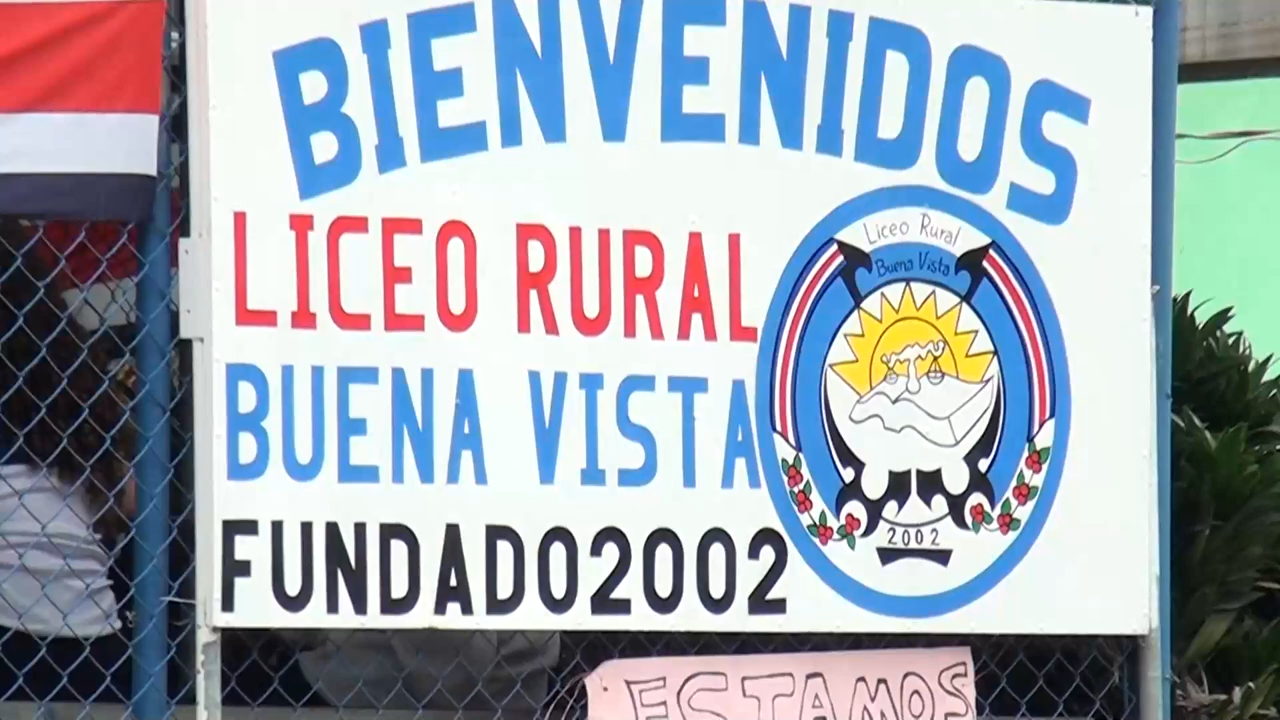 BIENVENIDOS
LICEO RURAL
BUENA VISTA
FUNDADO2002
Liceo Rural
Buena Vista
2002
ESTAMOS